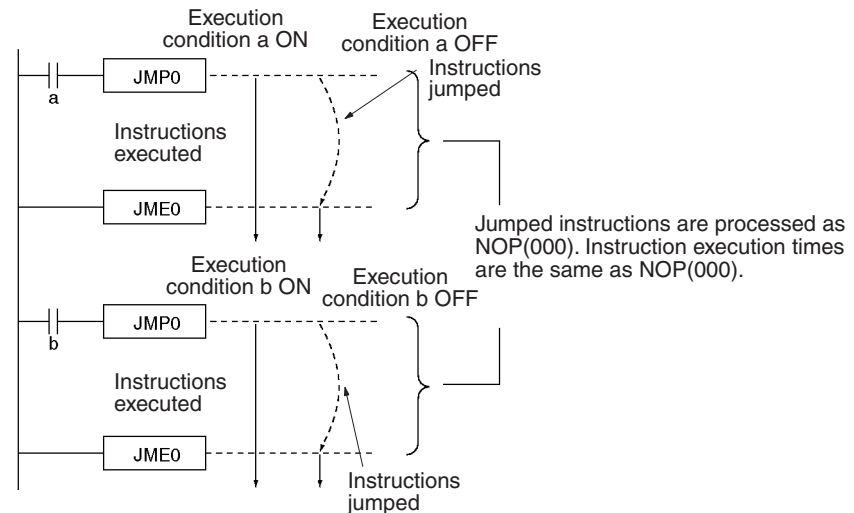 Execution
condition a ON
Execution
condition a OFF
JMP0
a
Instructions
jumped
Instructions
executed
JME0
Jumped instructions are processed as
NOP(000). Instruction execution times
are the same as NOP(000).
Execution
condition b ON
Execution
condition b OFF
JMP0
b
Instructions
executed
JME0
Instructions
jumped